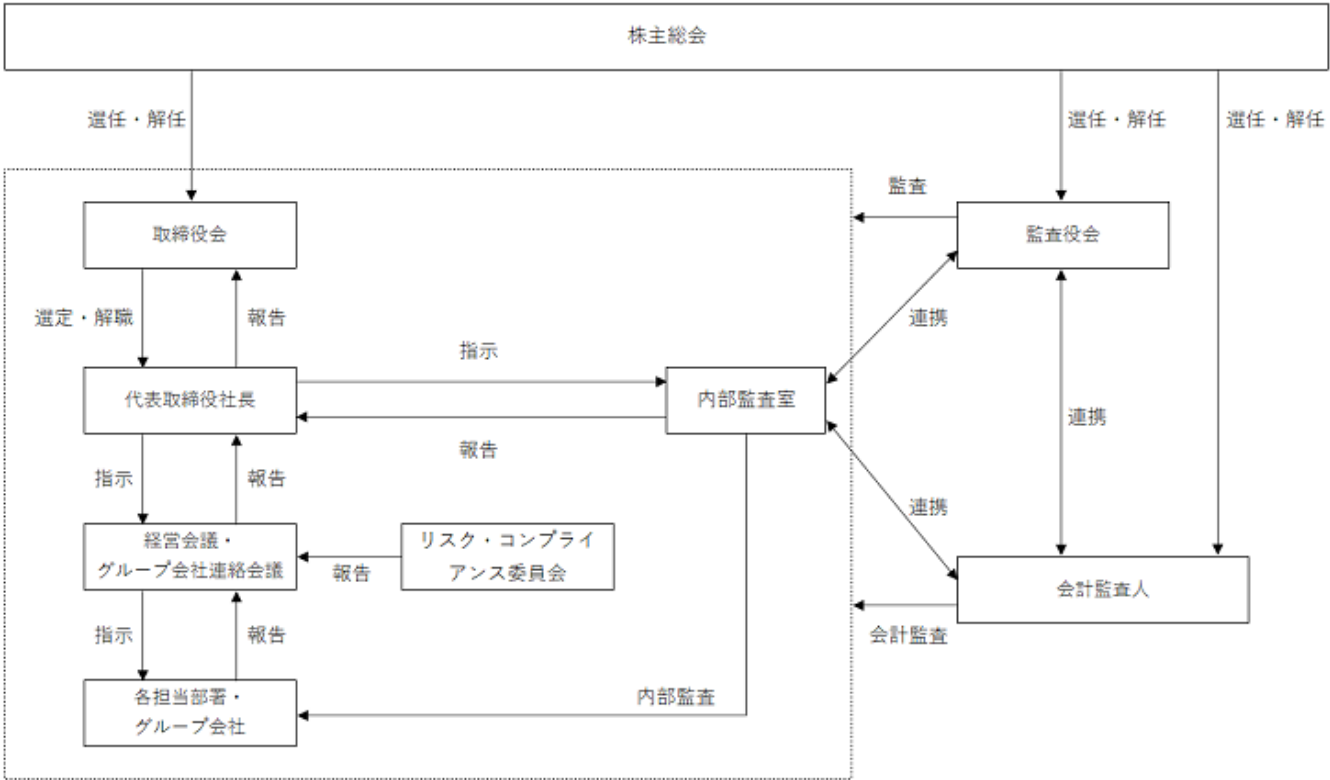 株主総会
選任・解任
選任・解任
選任・解任
監査
取締役会
監査役会
選定・解職
報告
連携
指示
代表取締役社長
内部監査室
連携
報告
指示
報告
連携
経営会議・
グループ会社連絡会議
リスク・コンプライ
アンス委員会
報告
会計監査人
指示
報告
会計監査
各担当部署・
グループ会社
内部監査